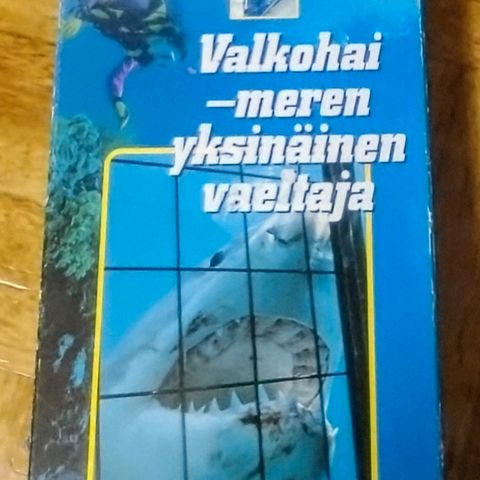 Valkohai
–meren
yksinäinen
vaeltaja